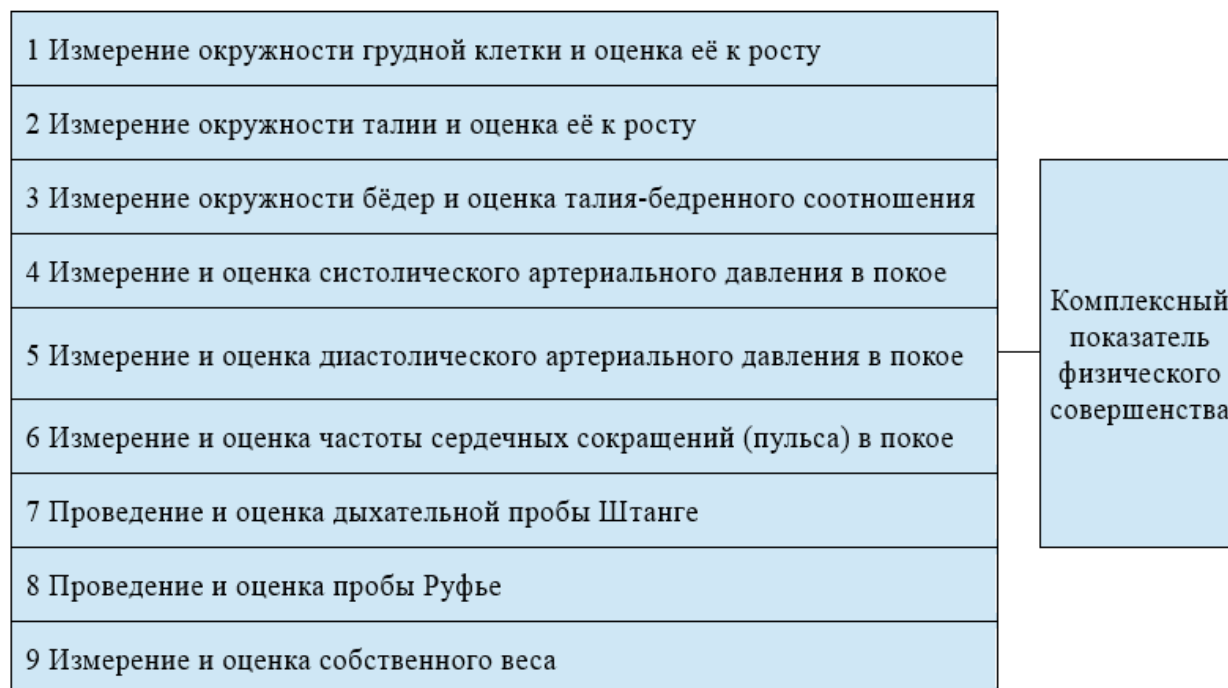 1 Измерение окружности грудной клетки и оценка её к росту
2 Измерение окружности талии и оценка её к росту
3 Измерение окружности бёдер и оценка талия-бедренного соотношения
4 Измерение и оценка систолического артериального давления в покое
5 Измерение и оценка диастолического артериального давления в покое
6 Измерение и оценка частоты сердечных сокращений (пульса) в покое
7 Проведение и оценка дыхательной пробы Штанге
8 Проведение и оценка пробы Руфье
9 Измерение и оценка собственного веса
Комплексный
показатель
физического
совершенства